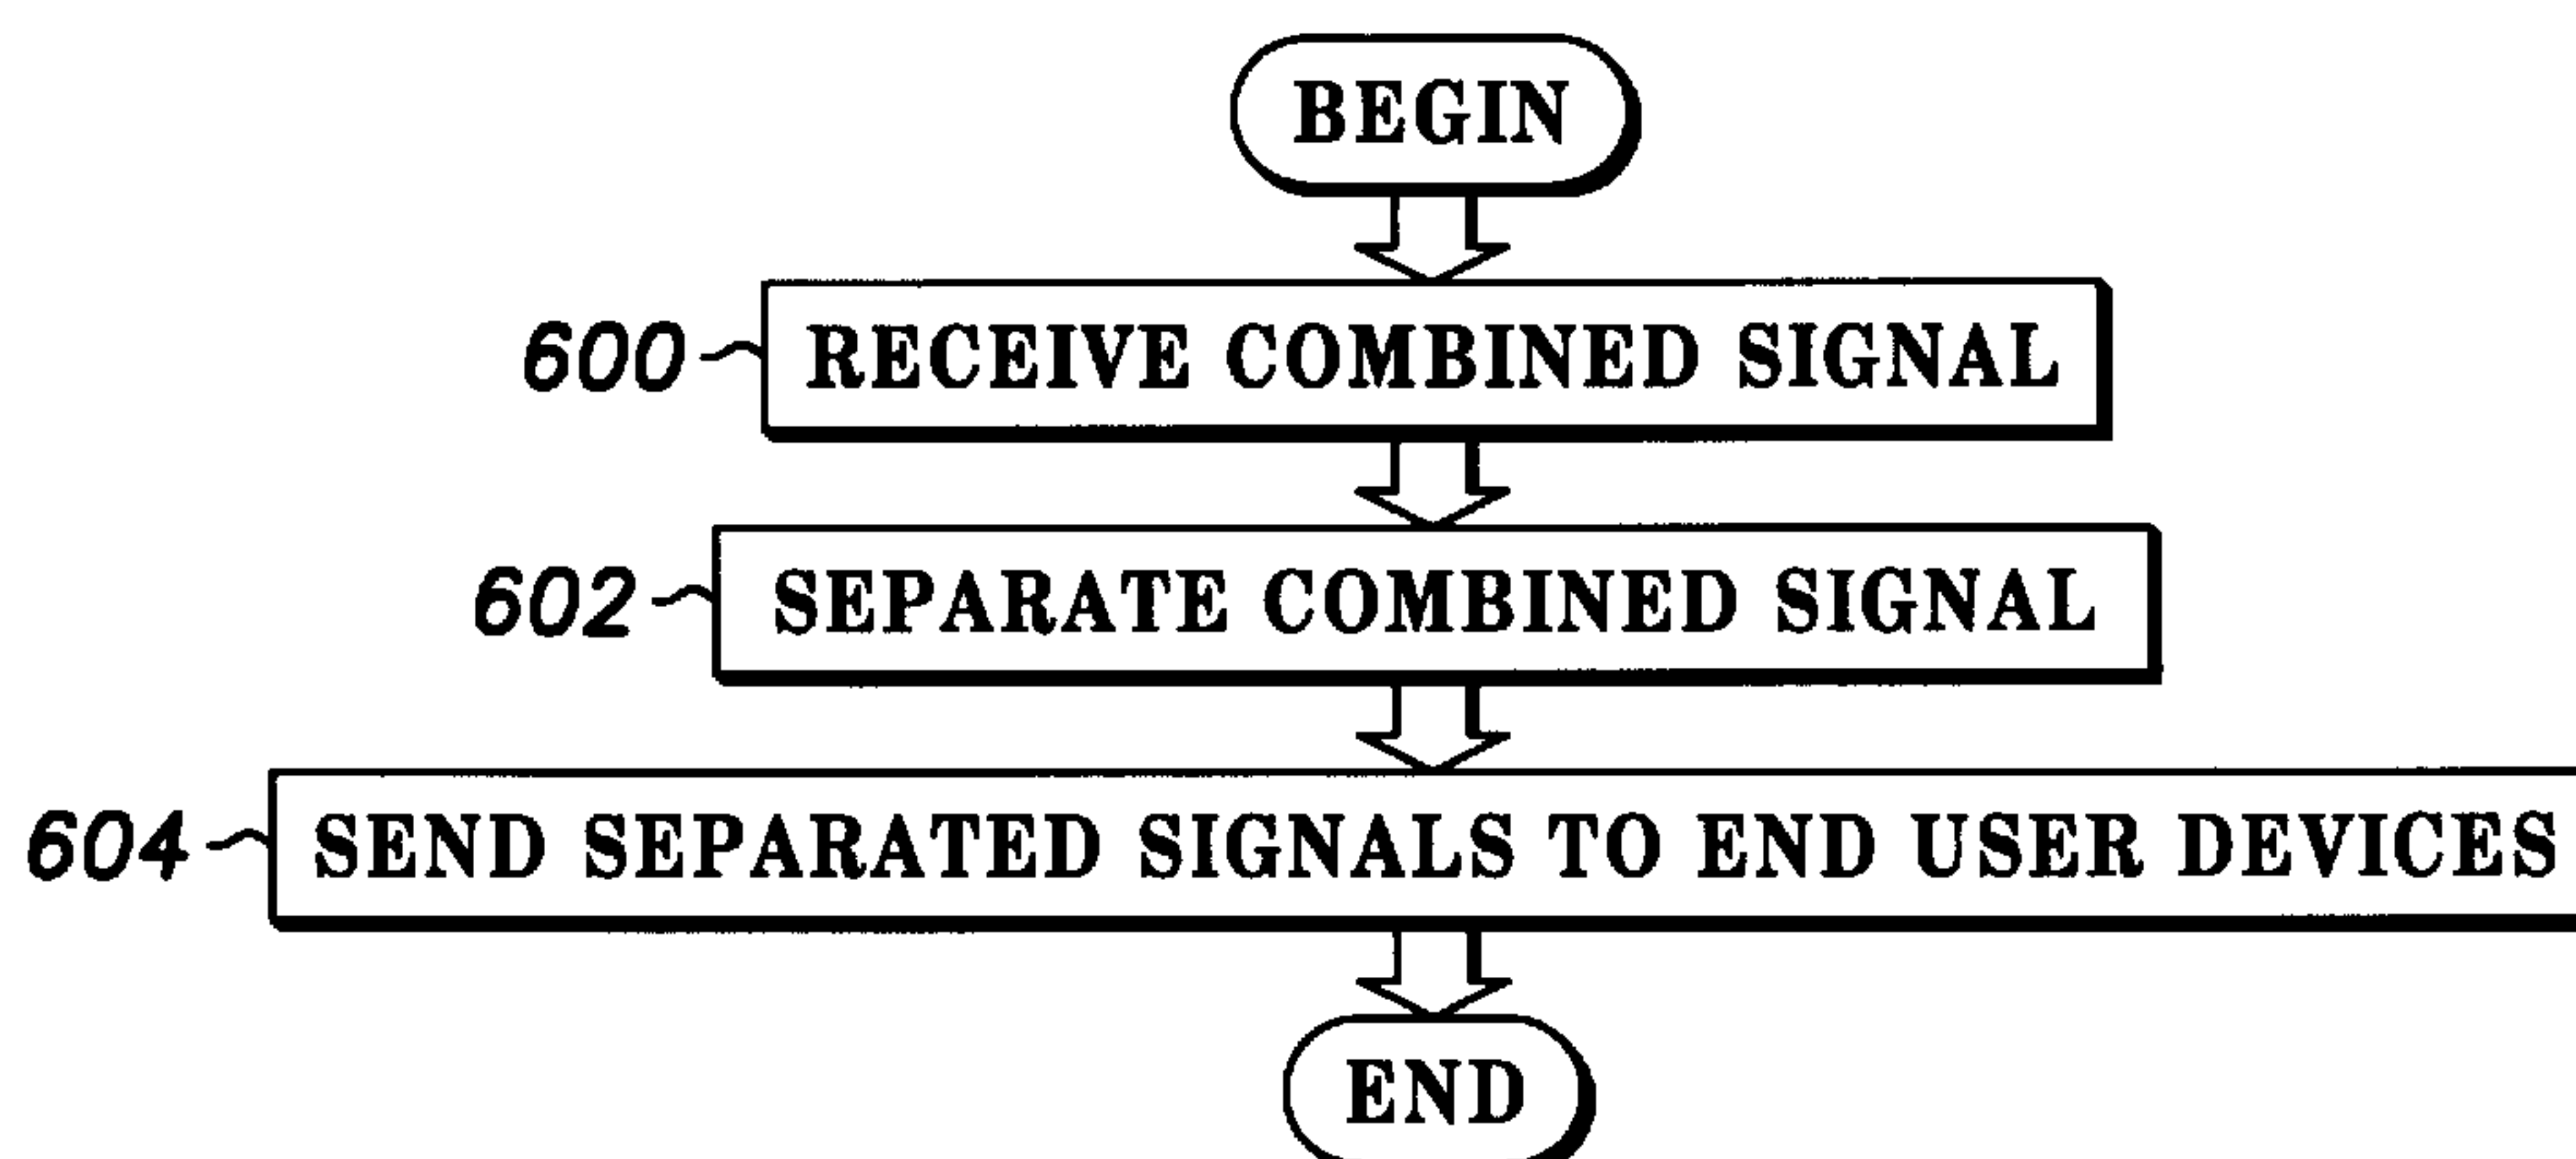 BEGIN
600 RECEIVE COMBINED SIGNAL
602 SEPARATE COMBINED SIGNAL
604 SEND SEPARATED SIGNALS TO END USER DEVICES
END